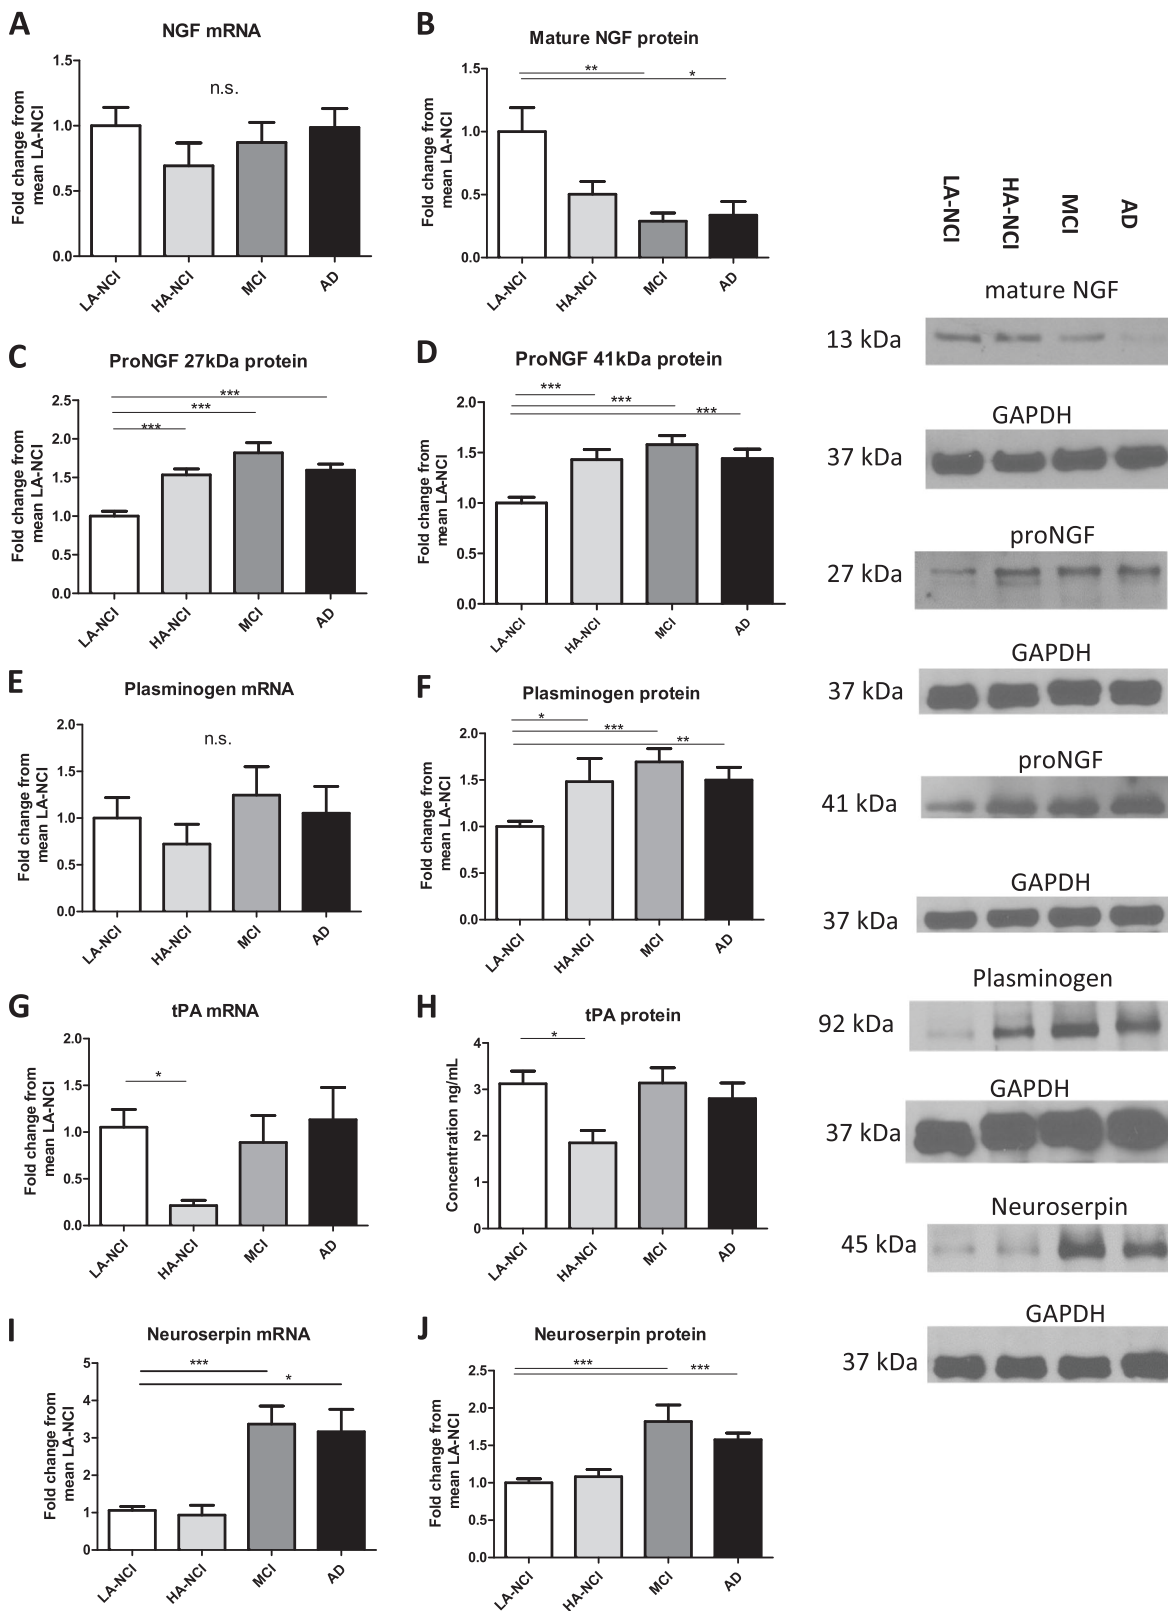 A
NGF mRNA
Fold change from
mean LA-NCI
1.5
1.0
0.5
0.0
n.s.
LA-NCI
HA-NCI
MCI
AD
B
Mature NGF protein
Fold change from
mean LA-NCI
1.5
1.0
0.5
0.0
**
*
LA-NCI
HA-NCI
MCI
AD
C
ProNGF 27kDa protein
Fold change from
mean LA-NCI
2.5
2.0
1.5
1.0
0.5
0.0
***
***
***
LA-NCI
HA-NCI
MCI
AD
D
ProNGF 41kDa protein
Fold change from
mean LA-NCI
2.0
1.5
1.0
0.5
0.0
***
***
***
LA-NCI
HA-NCI
MCI
AD
E
Plasminogen mRNA
Fold change from
mean LA-NCI
2.0
1.5
1.0
0.5
0.0
n.s.
LA-NCI
HA-NCI
MCI
AD
F
Plasminogen protein
Fold change from
mean LA-NCI
2.0
1.5
1.0
0.5
0.0
*
***
**
LA-NCI
HA-NCI
MCI
AD
G
tPA mRNA
Fold change from
mean LA-NCI
2.0
1.5
1.0
0.5
0.0
*
LA-NCI
HA-NCI
MCI
AD
H
tPA protein
Concentration ng/mL
4
3
2
1
0
*
LA-NCI
HA-NCI
MCI
AD
I
Neuroserpin mRNA
Fold change from
mean LA-NCI
5
4
3
2
1
0
***
*
LA-NCI
HA-NCI
MCI
AD
J
Neuroserpin protein
Fold change from
mean LA-NCI
2.5
2.0
1.5
1.0
0.5
0.0
***
***
LA-NCI
HA-NCI
MCI
AD
LA-NCI
HA-NCI
MCI
AD
mature NGF
13 kDa
GAPDH
37 kDa
proNGF
27 kDa
GAPDH
37 kDa
proNGF
41 kDa
GAPDH
37 kDa
Plasminogen
92 kDa
GAPDH
37 kDa
Neuroserpin
45 kDa
GAPDH
37 kDa